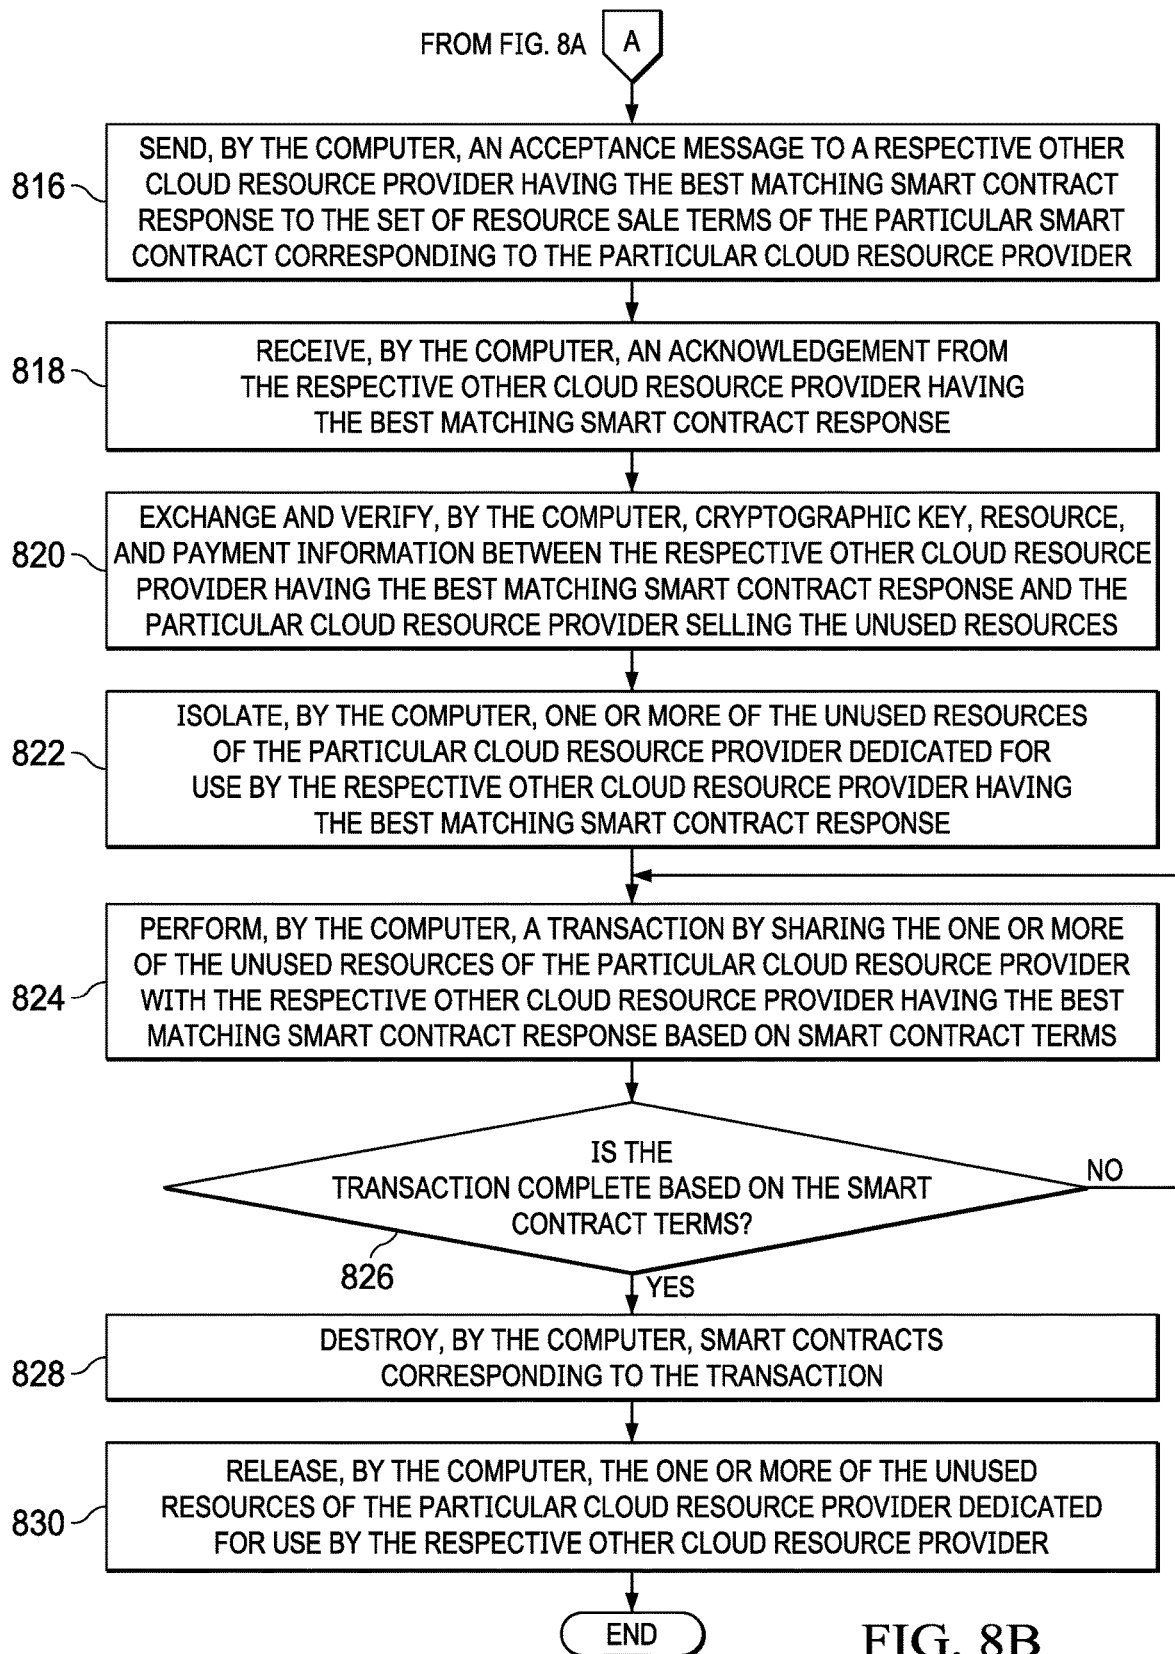 FROM FIG. 8A
A
816
SEND, BY THE COMPUTER, AN ACCEPTANCE MESSAGE TO A RESPECTIVE OTHER
CLOUD RESOURCE PROVIDER HAVING THE BEST MATCHING SMART CONTRACT
RESPONSE TO THE SET OF RESOURCE SALE TERMS OF THE PARTICULAR SMART
CONTRACT CORRESPONDING TO THE PARTICULAR CLOUD RESOURCE PROVIDER
818
RECEIVE, BY THE COMPUTER, AN ACKNOWLEDGEMENT FROM
THE RESPECTIVE OTHER CLOUD RESOURCE PROVIDER HAVING
THE BEST MATCHING SMART CONTRACT RESPONSE
820
EXCHANGE AND VERIFY, BY THE COMPUTER, CRYPTOGRAPHIC KEY, RESOURCE,
AND PAYMENT INFORMATION BETWEEN THE RESPECTIVE OTHER CLOUD RESOURCE
PROVIDER HAVING THE BEST MATCHING SMART CONTRACT RESPONSE AND THE
PARTICULAR CLOUD RESOURCE PROVIDER SELLING THE UNUSED RESOURCES
822
ISOLATE, BY THE COMPUTER, ONE OR MORE OF THE UNUSED RESOURCES
OF THE PARTICULAR CLOUD RESOURCE PROVIDER DEDICATED FOR
USE BY THE RESPECTIVE OTHER CLOUD RESOURCE PROVIDER HAVING
THE BEST MATCHING SMART CONTRACT RESPONSE
824
PERFORM, BY THE COMPUTER, A TRANSACTION BY SHARING THE ONE OR MORE
OF THE UNUSED RESOURCES OF THE PARTICULAR CLOUD RESOURCE PROVIDER
WITH THE RESPECTIVE OTHER CLOUD RESOURCE PROVIDER HAVING THE BEST
MATCHING SMART CONTRACT RESPONSE BASED ON SMART CONTRACT TERMS
IS THE
TRANSACTION COMPLETE BASED ON THE SMART
CONTRACT TERMS?
NO
826
YES
828
DESTROY, BY THE COMPUTER, SMART CONTRACTS
CORRESPONDING TO THE TRANSACTION
830
RELEASE, BY THE COMPUTER, THE ONE OR MORE OF THE UNUSED
RESOURCES OF THE PARTICULAR CLOUD RESOURCE PROVIDER DEDICATED
FOR USE BY THE RESPECTIVE OTHER CLOUD RESOURCE PROVIDER
END
FIG. 8B